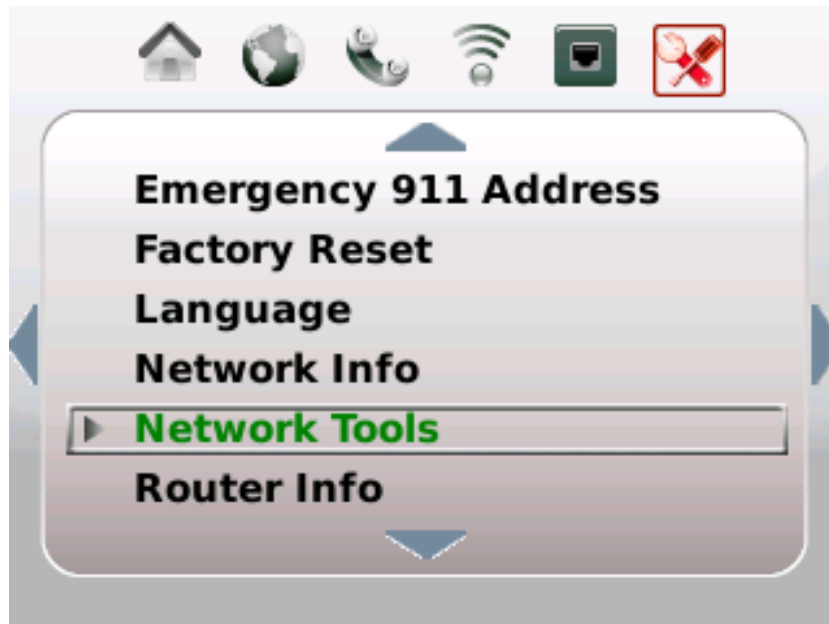 Emergency 911 Address
Factory Reset
Language
Network Info
Network Tools
Router Info